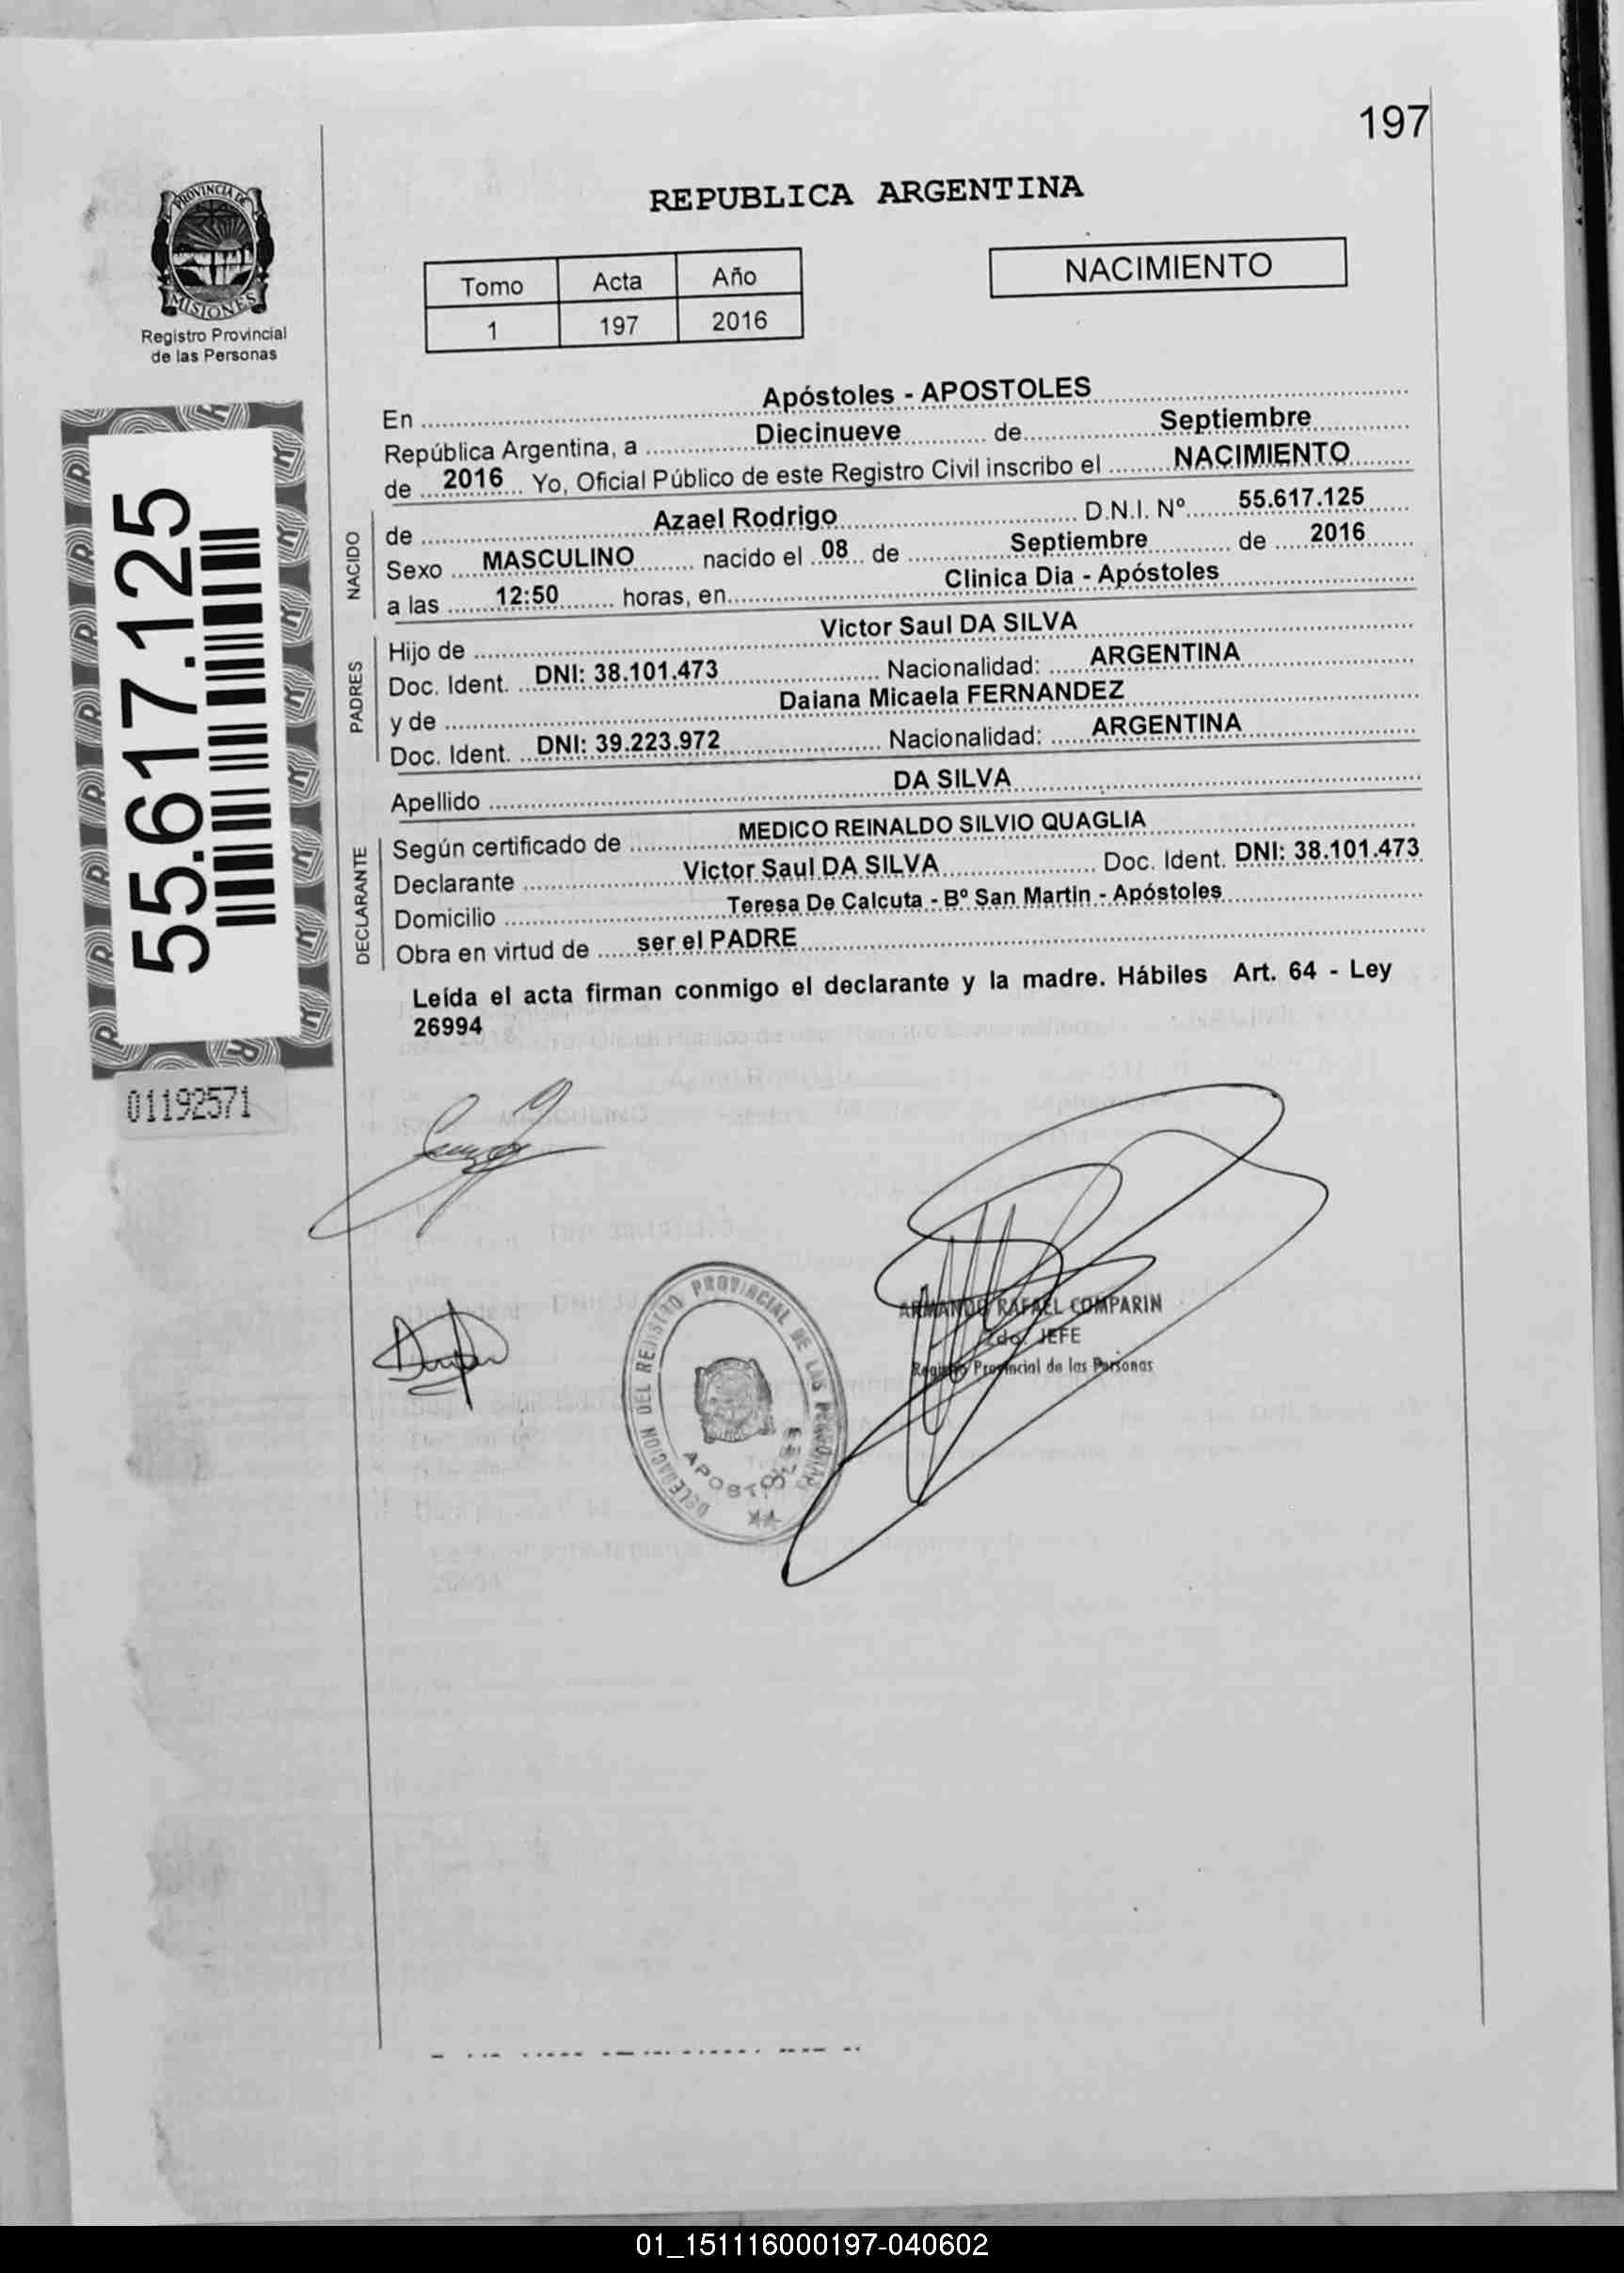 197
PROVINCIA DE
MISIONES
Registro Provincial
de las Personas
REPUBLICA ARGENTINA
Tomo Acta Año
1 197 2016
NACIMIENTO
55.617.125
01192571
En Apóstoles - APOSTOLES
República Argentina, a Diecinueve de Septiembre
de 2016 Yo, Oficial Público de este Registro Civil inscribo el NACIMIENTO
NACIDO
de Azael Rodrigo D.N.I. Nº 55.617.125
Sexo MASCULINO nacido el 08 de Septiembre de 2016
a las 12:50 horas, en Clinica Dia - Apóstoles
PADRES
Hijo de Victor Saul DA SILVA
Doc. Ident. DNI: 38.101.473 Nacionalidad: ARGENTINA
y de Daiana Micaela FERNANDEZ
Doc. Ident. DNI: 39.223.972 Nacionalidad: ARGENTINA
Apellido DA SILVA
DECLARANTE
Según certificado de MEDICO REINALDO SILVIO QUAGLIA
Declarante Victor Saul DA SILVA Doc. Ident. DNI: 38.101.473
Domicilio Teresa De Calcuta - Bº San Martin - Apóstoles
Obra en virtud de ser el PADRE
Leída el acta firman conmigo el declarante y la madre. Hábiles Art. 64 - Ley
26994
DELEGACION DEL REGISTRO PROVINCIAL DE LAS PERSONAS
APOSTOLES
ARMANDO RAFAEL COMPARIN
2do. JEFE
Registro Provincial de las Personas
01_151116000197-040602